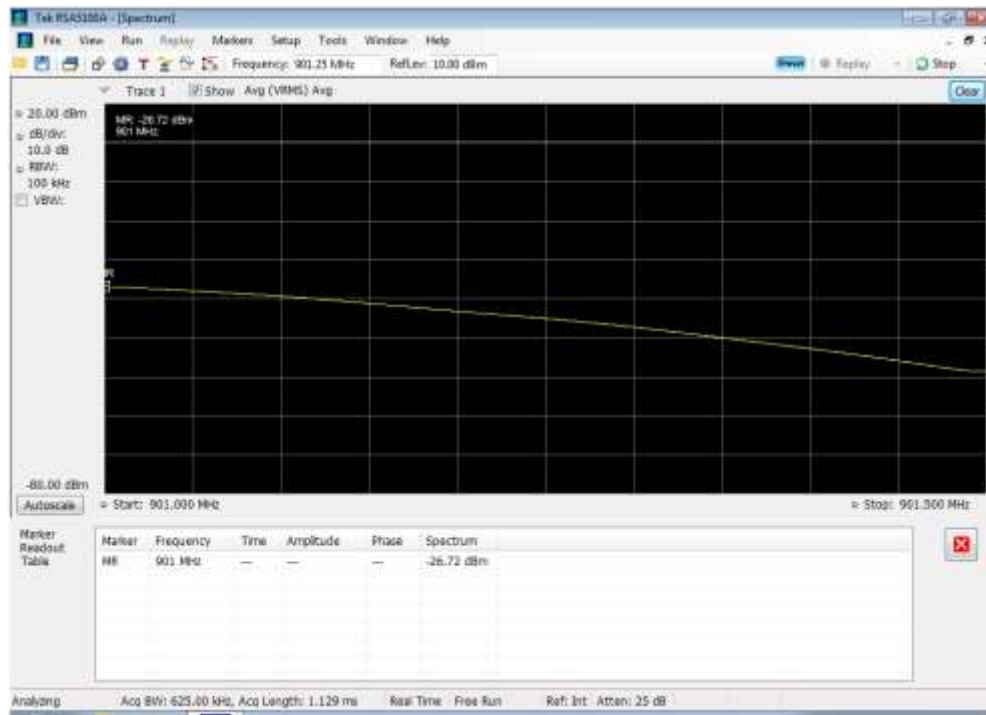 Tek RSA5100A - [Spectrum]
File View Run Replay Markers Setup Tools Window Help
T Frequency: 901.25 MHz RefLev: 10.00 dBm Preset Replay Stop
Trace 1 Show Avg (VRMS) Avg Clear
20.00 dBm
dB/div:
10.0 dB
RBW:
100 kHz
VBW:
MR: -26.72 dBm
901 MHz
MR
-80.00 dBm
Autoscale Start: 901.000 MHz Stop: 901.500 MHz
Marker Readout Table
Marker Frequency Time Amplitude Phase Spectrum
MR 901 MHz --- --- --- -26.72 dBm
Analyzing Acq BW: 625.00 kHz, Acq Length: 1.129 ms Real Time Free Run Ref: Int Atten: 25 dB